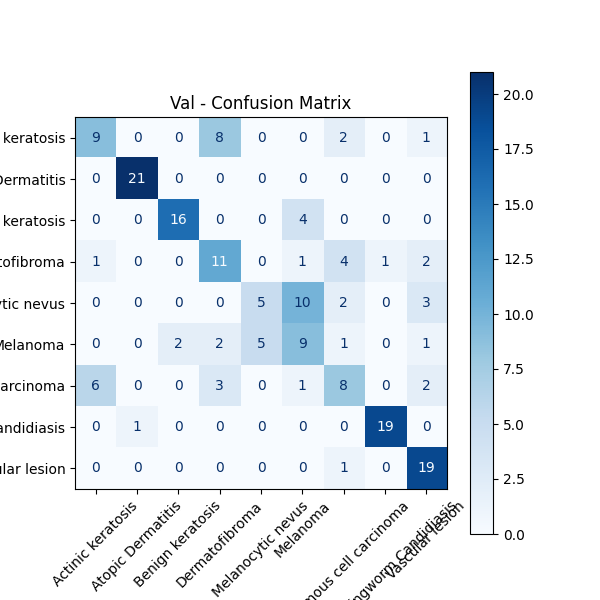 Val - Confusion Matrix
keratosis 9 0 0 8 0 0 2 0 1
Dermatitis 0 21 0 0 0 0 0 0 0
keratosis 0 0 16 0 0 4 0 0 0
tofibroma 1 0 0 11 0 1 4 1 2
tic nevus 0 0 0 0 5 10 2 0 3
Melanoma 0 0 2 2 5 9 1 0 1
arcinoma 6 0 0 3 0 1 8 0 2
andidiasis 0 1 0 0 0 0 0 19 0
ular lesion 0 0 0 0 0 0 1 0 19
Actinic keratosis
Atopic Dermatitis
Benign keratosis
Dermatofibroma
Melanocytic nevus
Melanoma
mous cell carcinoma
ngworm Candidiasis
Vascular lesion
20.0
17.5
15.0
12.5
10.0
7.5
5.0
2.5
0.0